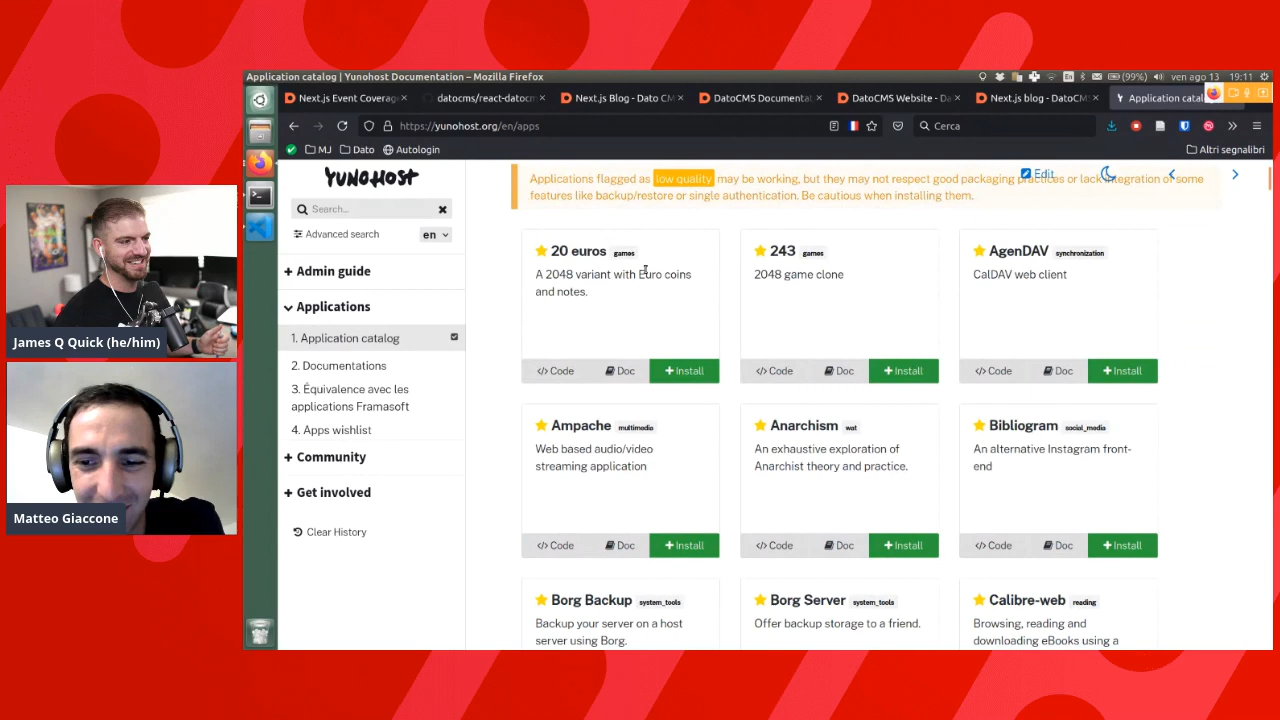 Application catalog | Yunohost Documentation – Mozilla Firefox
En
(99%)
ven ago 13
19:11
Next.js Event Coverag
datocms/react-datocm
Next.js Blog - Dato CM
DatoCMS Documentat
DatoCMS Website - Da
Next.js blog - DatoCM
Application catal
https://yunohost.org/en/apps
Cerca
MJ
Dato
Autologin
Altri segnalibri
YUNOHOST
Search...
Advanced search
en
Admin guide
Applications
1. Application catalog
2. Documentations
3. Équivalence avec les
applications Framasoft
4. Apps wishlist
Community
Get involved
Clear History
Edit
Applications flagged as low quality may be working, but they may not respect good packaging practices or lack integration of some
features like backup/restore or single authentication. Be cautious when installing them.
20 euros games
A 2048 variant with Euro coins
and notes.
</> Code Doc +Install
243 games
2048 game clone
</> Code Doc +Install
AgenDAV synchronization
CalDAV web client
</> Code Doc +Install
Ampache multimedia
Web based audio/video
streaming application
</> Code Doc +Install
Anarchism wat
An exhaustive exploration of
Anarchist theory and practice.
</> Code Doc +Install
Bibliogram social_media
An alternative Instagram front-
end
</> Code Doc +Install
Borg Backup system_tools
Backup your server on a host
server using Borg.
Borg Server system_tools
Offer backup storage to a friend.
Calibre-web reading
Browsing, reading and
downloading eBooks using a
James Q Quick (he/him)
Matteo Giaccone